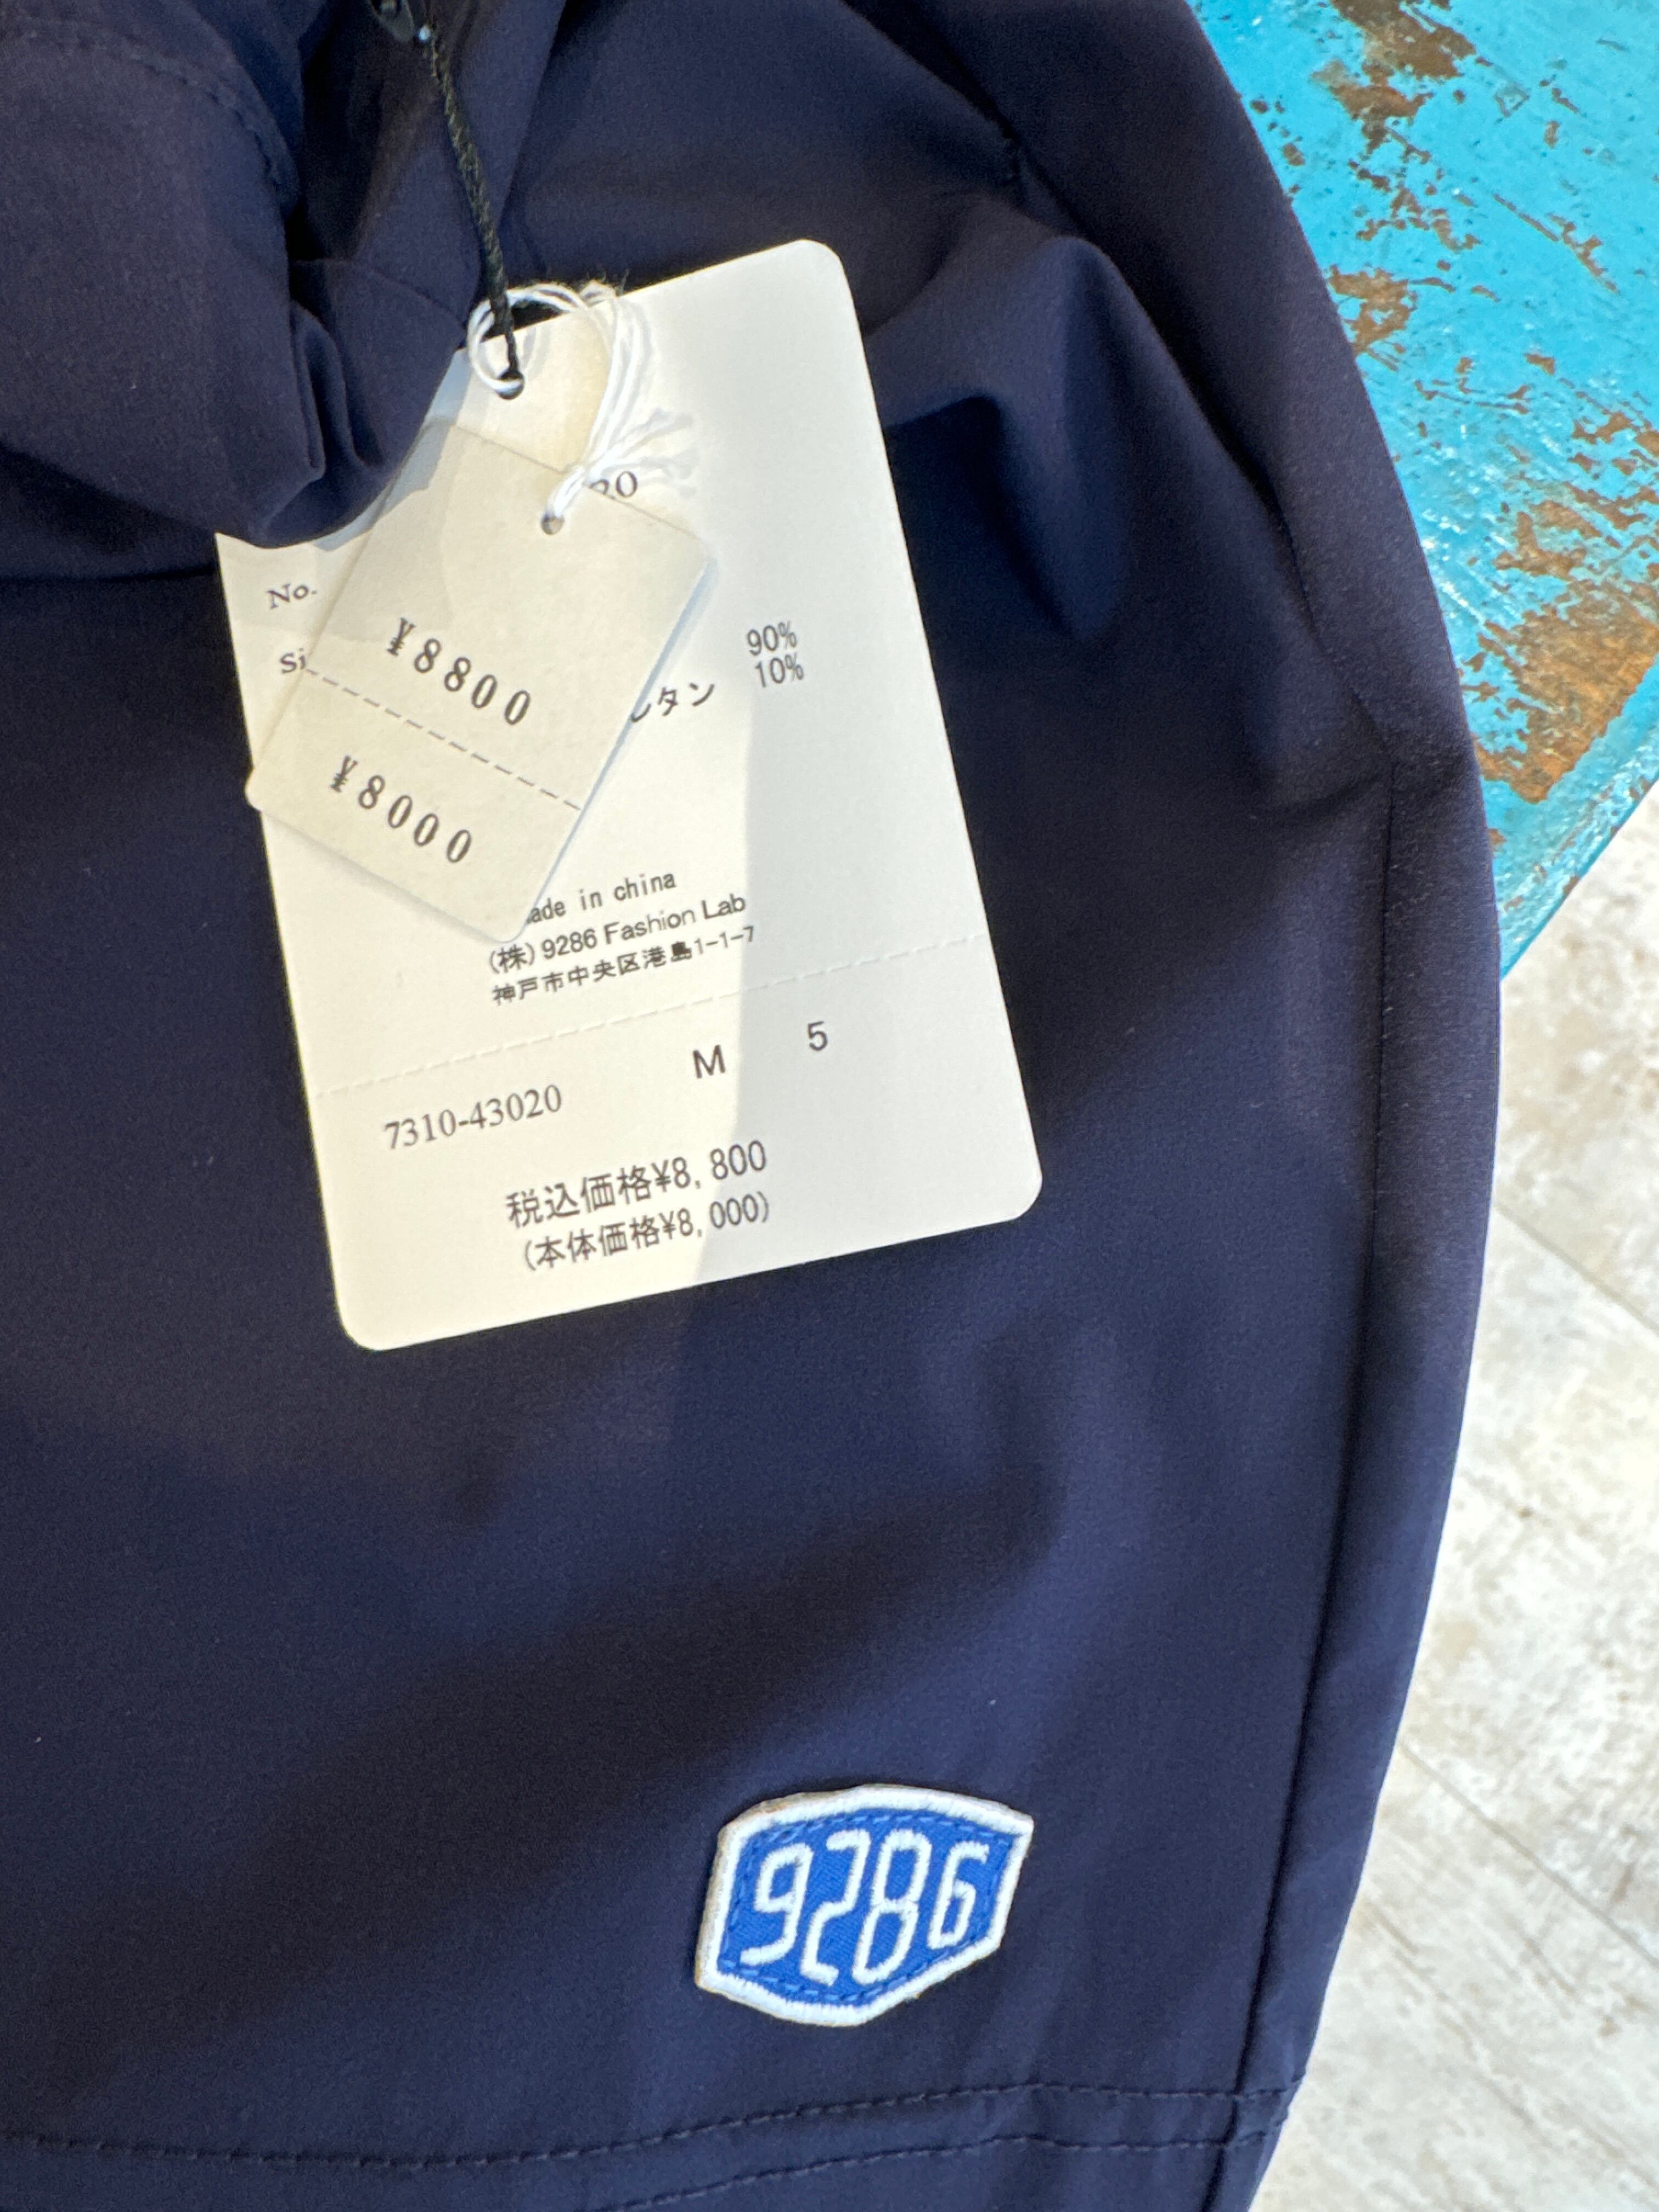 20
No.
¥8800
¥8000
90%
タン 10%
ade in china
(株)9286 Fashion Lab
神戸市中央区港島1-1-7
M 5
7310-43020
税込価格¥8,800
(本体価格¥8,000)
9286